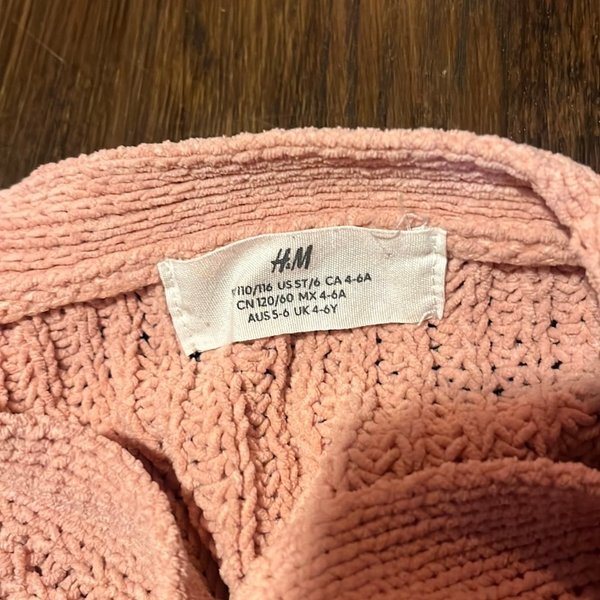 H&M
110/116 US 5T/6 CA 4-6A
CN 120/60 MX 4-6A
AUS 5-6 UK 4-6Y